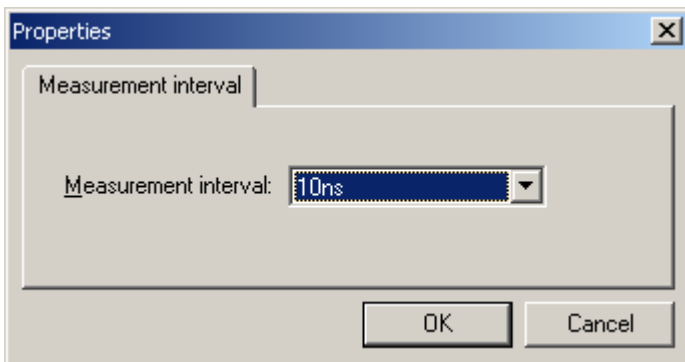 Properties
Measurement interval
Measurement interval: 10ns
OK Cancel